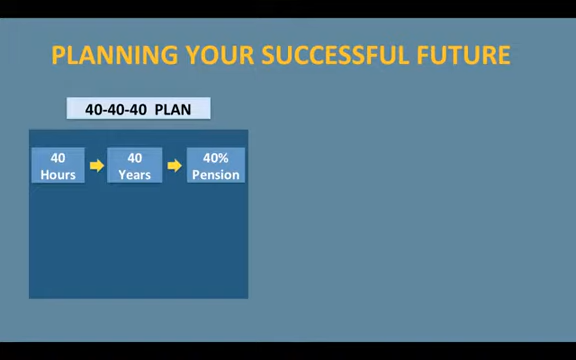 PLANNING YOUR SUCCESSFUL FUTURE
40-40-40 PLAN
40
Hours
40
Years
40%
Pension